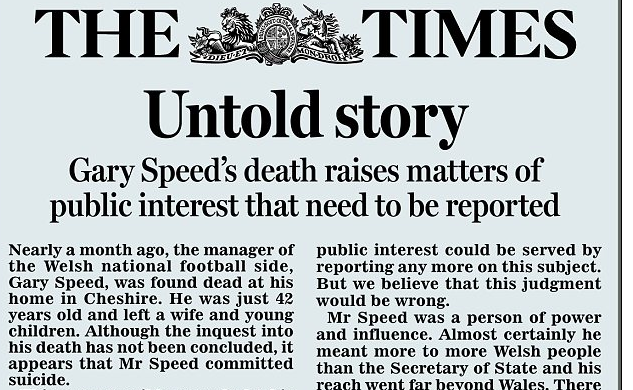 THE TIMES
DIEU ET MON DROIT
Untold story
Gary Speed's death raises matters of
public interest that need to be reported
Nearly a month ago, the manager of
the Welsh national football side,
Gary Speed, was found dead at his
home in Cheshire. He was just 42
years old and left a wife and young
children. Although the inquest into
his death has not been concluded, it
appears that Mr Speed committed
suicide.
public interest could be served by
reporting any more on this subject.
But we believe that this judgment
would be wrong.
Mr Speed was a person of power
and influence. Almost certainly he
meant more to more Welsh people
than the Secretary of State and his
reach went far beyond Wales. There